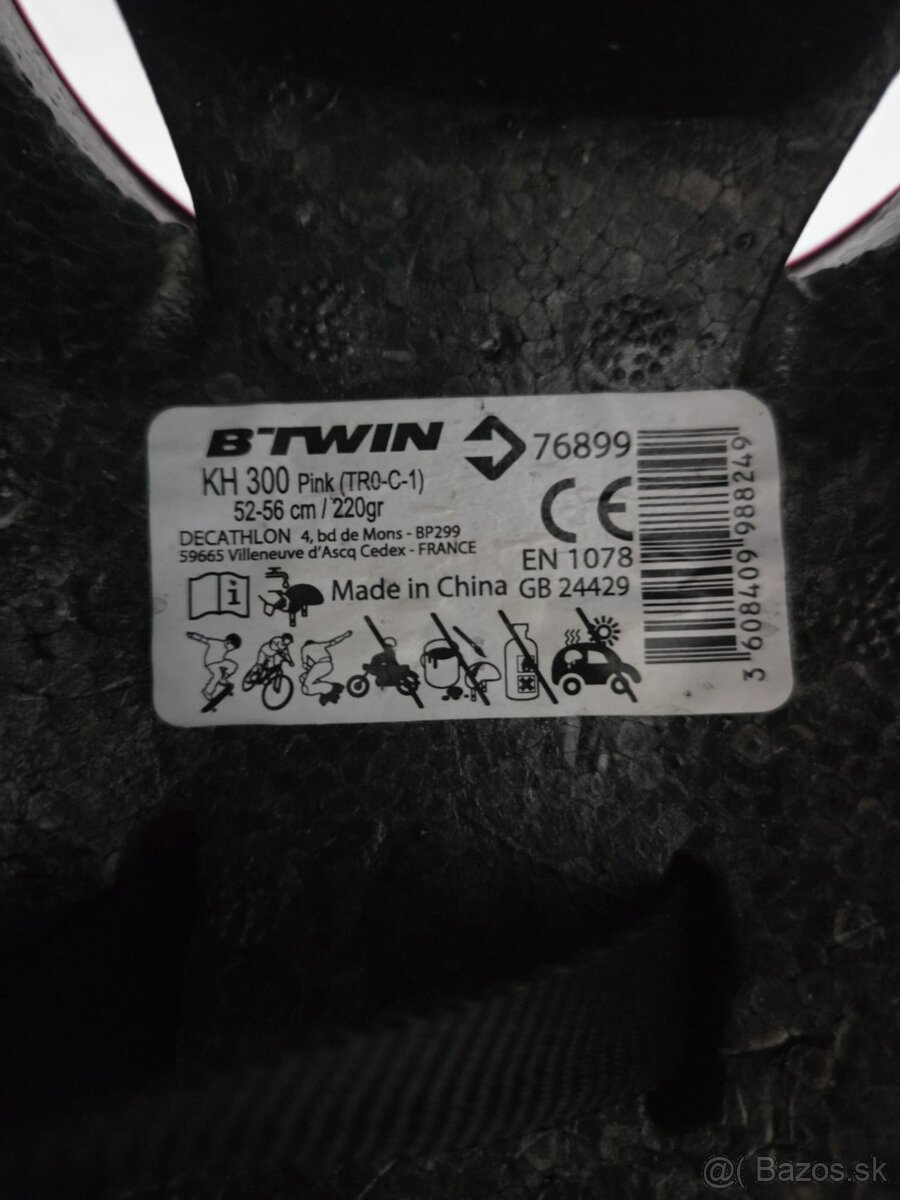 B'TWIN
76899
KH 300 Pink (TR0-C-1)
52-56 cm / 220gr
DECATHLON 4, bd de Mons - BP299
59665 Villeneuve d'Ascq Cedex - FRANCE
CE
EN 1078
Made in China GB 24429
3 608409 988249
@( Bazos.sk